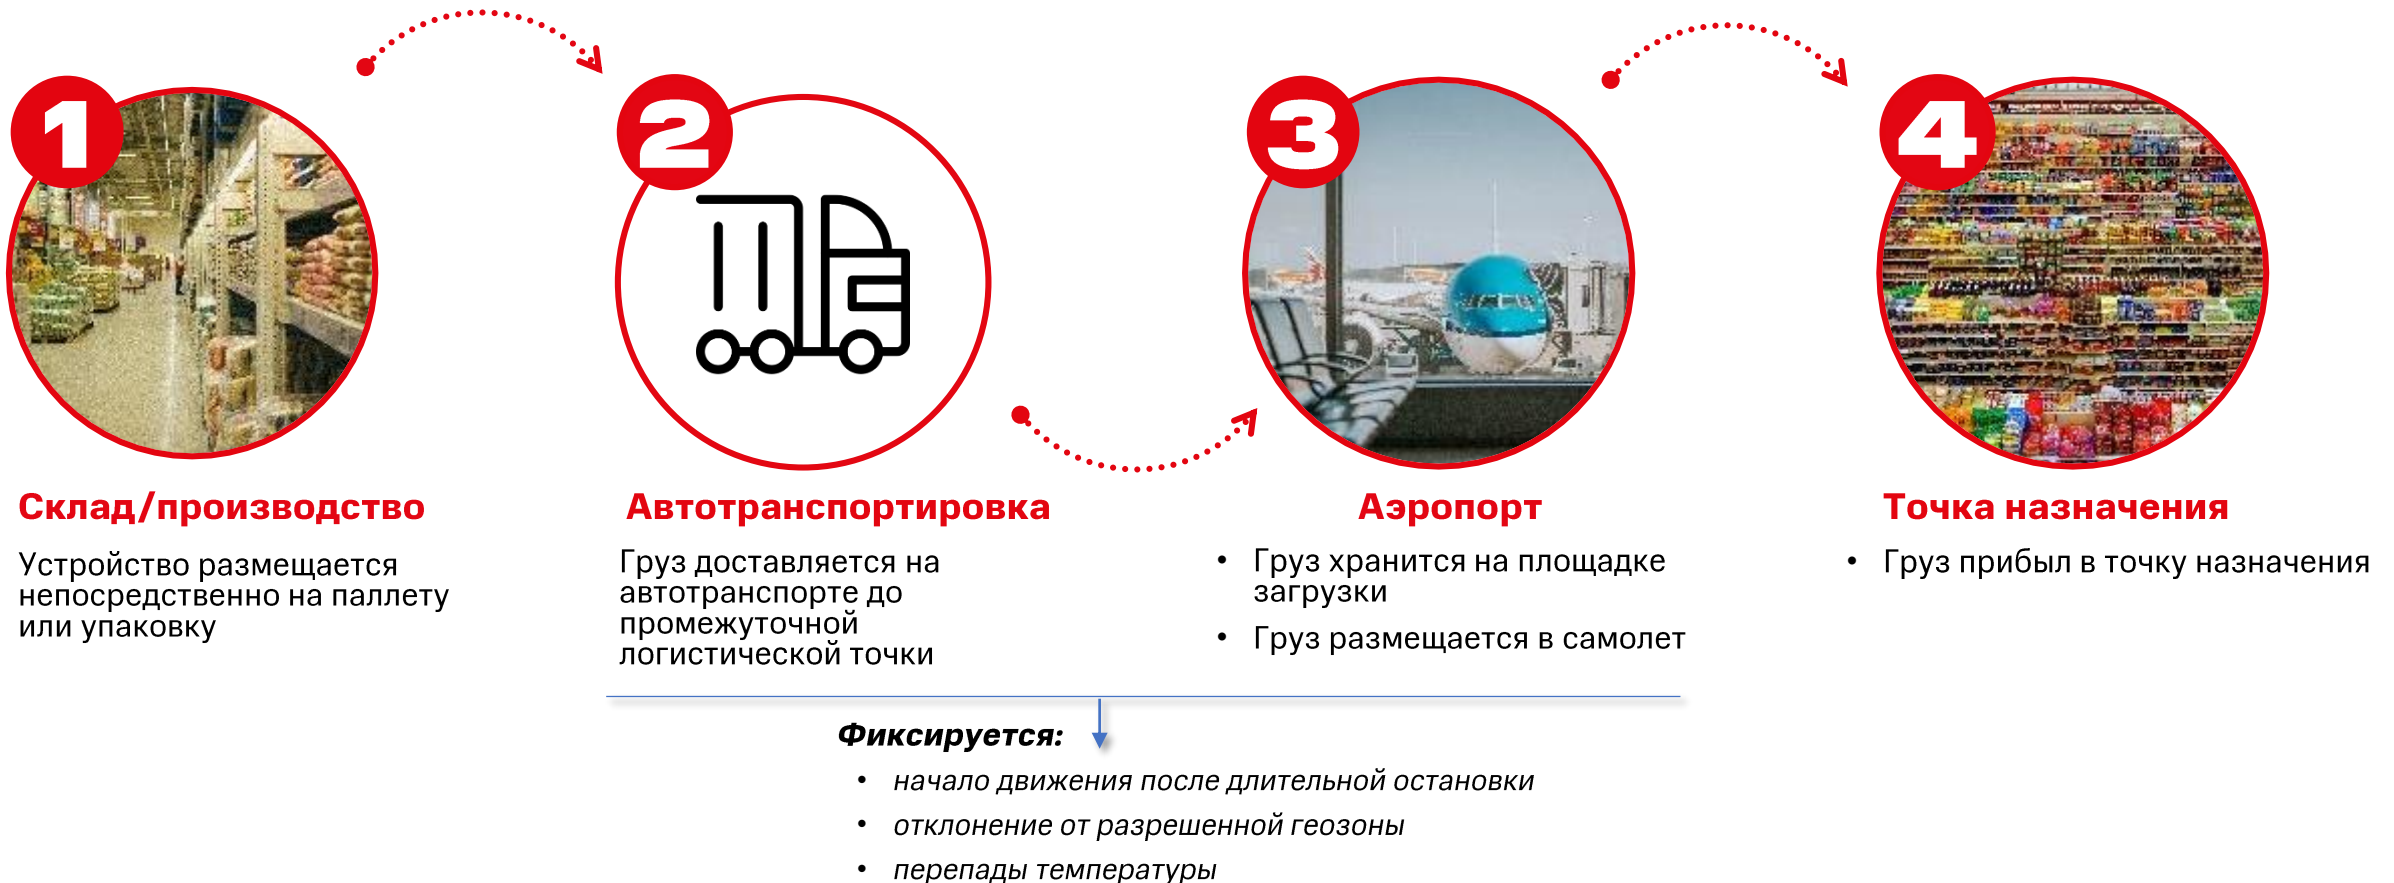 1
2
3
4
Склад/производство
Устройство размещается
непосредственно на паллету
или упаковку
Автотранспортировка
Груз доставляется на
автотранспорте до
промежуточной
логистической точки
Аэропорт
• Груз хранится на площадке
загрузки
• Груз размещается в самолет
Точка назначения
• Груз прибыл в точку назначения
Фиксируется:
• начало движения после длительной остановки
• отклонение от разрешенной геозоны
• перепады температуры